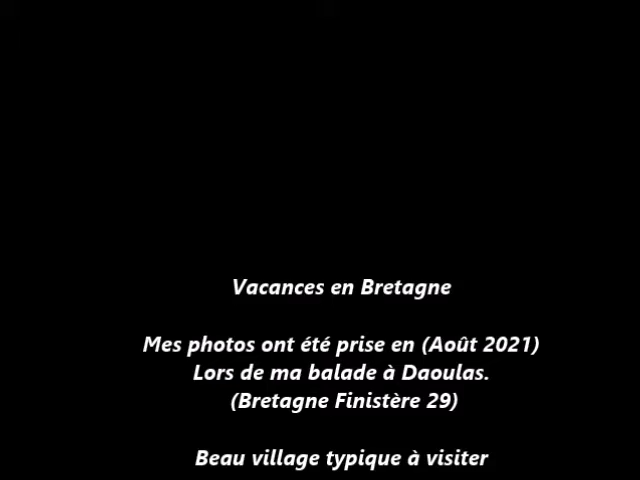 Vacances en Bretagne
Mes photos ont été prise en (Août 2021)
Lors de ma balade à Daoulas.
(Bretagne Finistère 29)
Beau village typique à visiter